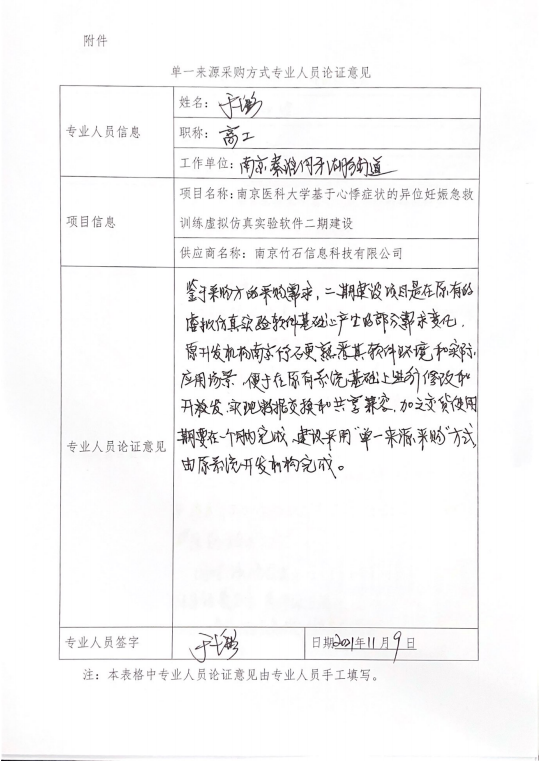 附件
单一来源采购方式专业人员论证意见
专业人员信息
姓名：于
职称：高工
工作单位：南京秦淮街道
项目信息
项目名称：南京医科大学基于心悸症状的异位妊娠急救
训练虚拟仿真实验软件二期建设
供应商名称：南京竹石信息科技有限公司
专业人员论证意见
鉴于采购方的采购需求，二期建设项目是在原有的
虚拟仿真实验软件基础上产生的部分需求变化，
原开发机构南京竹石更熟悉其软件环境和实际
应用场景，便于在原有系统基础上进行修改和
开发，实现数据交换和共享兼容，加之交货使用
期要在一个月内完成，建议采用“单一来源采购”方式
由原系统开发机构完成。
专业人员签字
于
日期2021年11月9日
注：本表格中专业人员论证意见由专业人员手工填写。